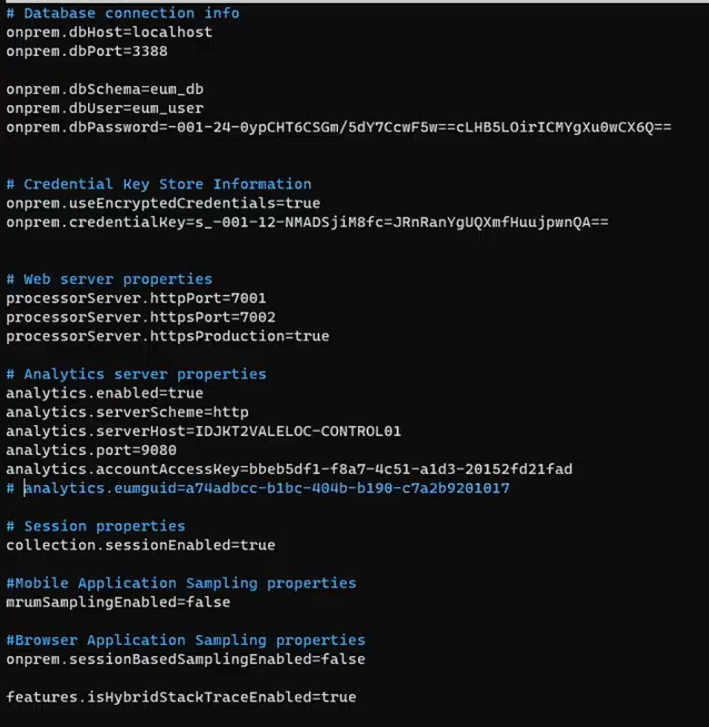 # Database connection info
onprem.dbHost=localhost
onprem.dbPort=3388
onprem.dbSchema=eum_db
onprem.dbUser=eum_user
onprem.dbPassword=-001-24-0ypCHT6CSGm/5dY7CcwF5w==cLHB5LOirICMYgXu0wCX6Q==
# Credential Key Store Information
onprem.useEncryptedCredentials=true
onprem.credentialKey=s_-001-12-NMADSjiM8fc=JRnRanYgUQXmfHuujpwnQA==
# Web server properties
processorServer.httpPort=7001
processorServer.httpsPort=7002
processorServer.httpsProduction=true
# Analytics server properties
analytics.enabled=true
analytics.serverScheme=http
analytics.serverHost=IDJKT2VALELOC-CONTROL01
analytics.port=9080
analytics.accountAccessKey=bbeb5df1-f8a7-4c51-a1d3-20152fd21fad
# analytics.eumguid=a74adbcc-b1bc-404b-b190-c7a2b9201017
# Session properties
collection.sessionEnabled=true
#Mobile Application Sampling properties
mrumSamplingEnabled=false
#Browser Application Sampling properties
onprem.sessionBasedSamplingEnabled=false
features.isHybridStackTraceEnabled=true